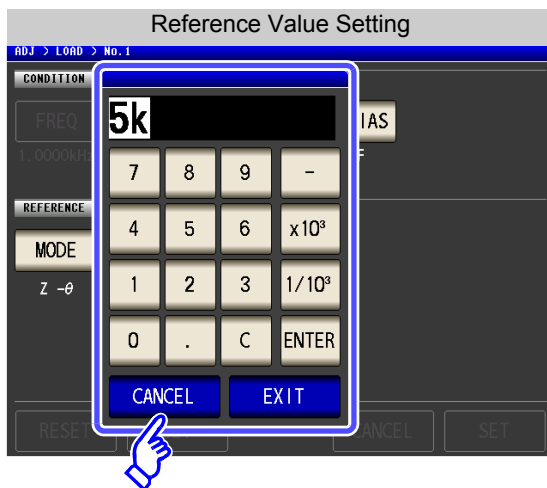 Reference Value Setting
ADJ > LOAD > No.1
CONDITION
FREQ
IAS
1.0000kHz
F
5k
7 8 9 -
4 5 6 x10³
1 2 3 1/10³
0 . C ENTER
CANCEL EXIT
REFERENCE
MODE
Z -θ
RESET CANCEL SET